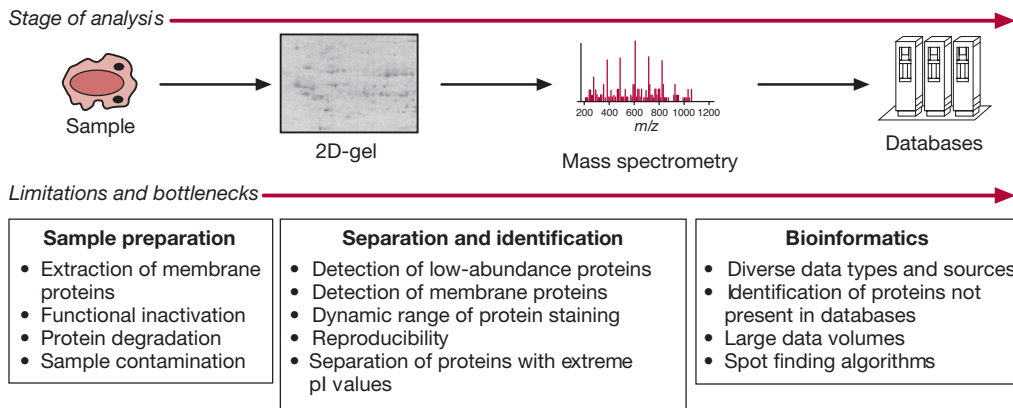 Stage of analysis
Sample
2D-gel
200 400 600 800 1000 1200
m/z
Mass spectrometry
Databases
Limitations and bottlenecks
Sample preparation
• Extraction of membrane
proteins
• Functional inactivation
• Protein degradation
• Sample contamination
Separation and identification
• Detection of low-abundance proteins
• Detection of membrane proteins
• Dynamic range of protein staining
• Reproducibility
• Separation of proteins with extreme
pI values
Bioinformatics
• Diverse data types and sources
• Identification of proteins not
present in databases
• Large data volumes
• Spot finding algorithms